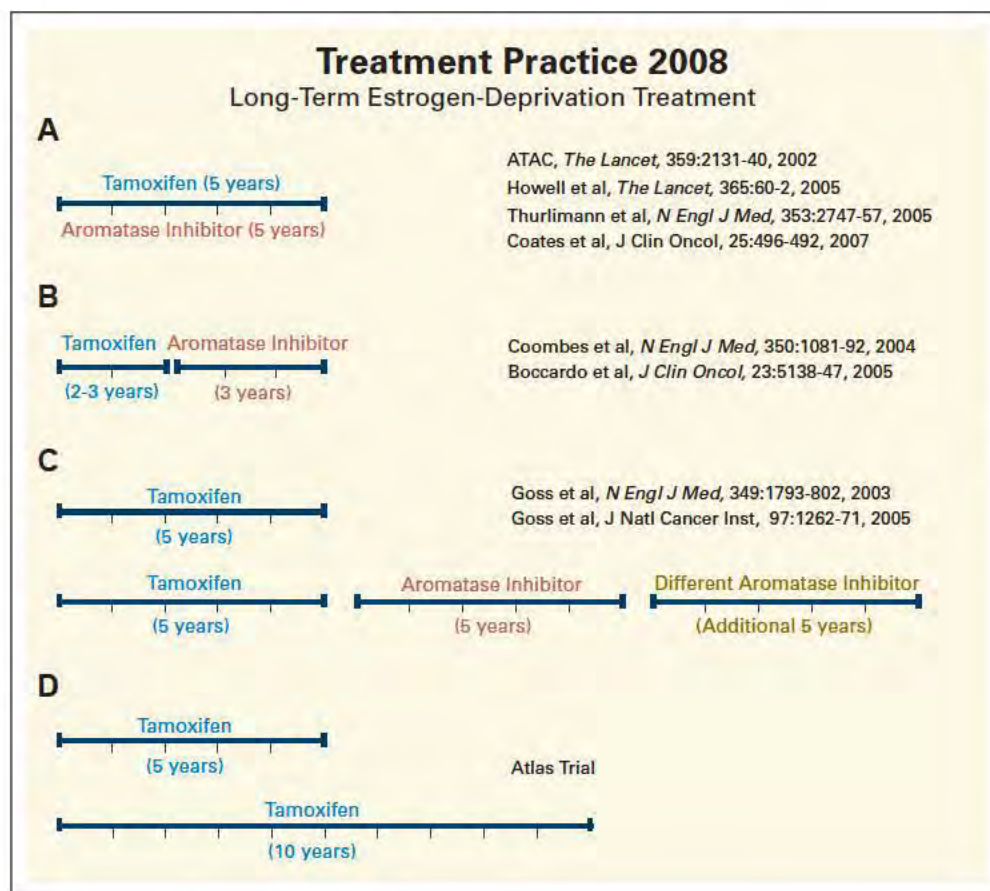 Treatment Practice 2008
Long-Term Estrogen-Deprivation Treatment
A
Tamoxifen (5 years)
Aromatase Inhibitor (5 years)
ATAC, The Lancet, 359:2131-40, 2002
Howell et al, The Lancet, 365:60-2, 2005
Thurlimann et al, N Engl J Med, 353:2747-57, 2005
Coates et al, J Clin Oncol, 25:496-492, 2007
B
Tamoxifen Aromatase Inhibitor
(2-3 years) (3 years)
Coombes et al, N Engl J Med, 350:1081-92, 2004
Boccardo et al, J Clin Oncol, 23:5138-47, 2005
C
Tamoxifen
(5 years)
Goss et al, N Engl J Med, 349:1793-802, 2003
Goss et al, J Natl Cancer Inst, 97:1262-71, 2005
Tamoxifen Aromatase Inhibitor Different Aromatase Inhibitor
(5 years) (5 years) (Additional 5 years)
D
Tamoxifen
(5 years)
Atlas Trial
Tamoxifen
(10 years)